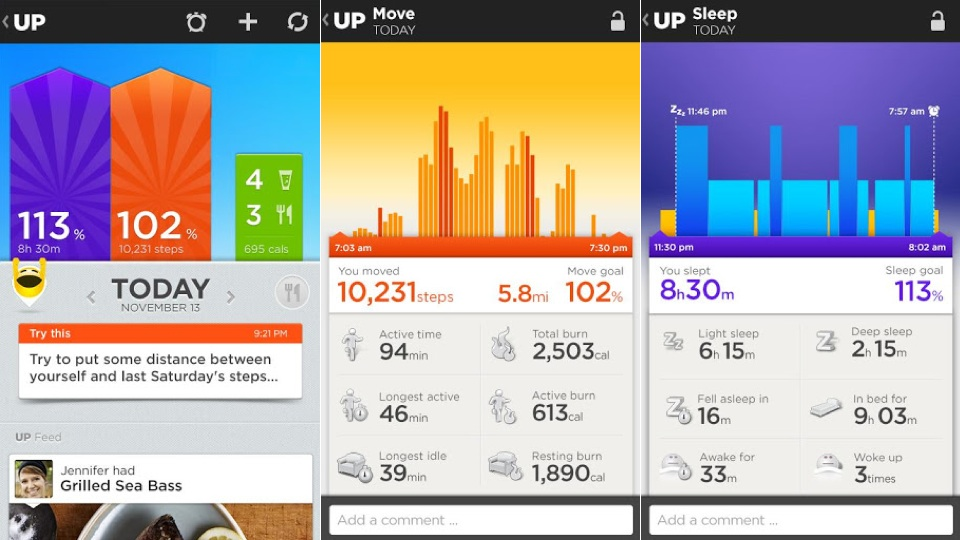 UP
113 %
8h 30m
102 %
10,231 steps
4
3
695 cals
TODAY
NOVEMBER 13
Try this 9:21 PM
Try to put some distance between
yourself and last Saturday's steps...
UP Feed
Jennifer had
Grilled Sea Bass
UP Move
TODAY
7:03 am 7:30 pm
You moved Move goal
10,231steps 5.8mi 102%
Active time
94min
Total burn
2,503cal
Longest active
46min
Active burn
613cal
Longest idle
39min
Resting burn
1,890cal
Add a comment ...
UP Sleep
TODAY
Zzz 11:46 pm 7:57 am
11:30 pm 8:02 am
You slept Sleep goal
8h30m 113%
Light sleep
6h 15m
Deep sleep
2h 15m
Fell asleep in
16m
In bed for
9h 03m
Awake for
33m
Woke up
3times
Add a comment ...